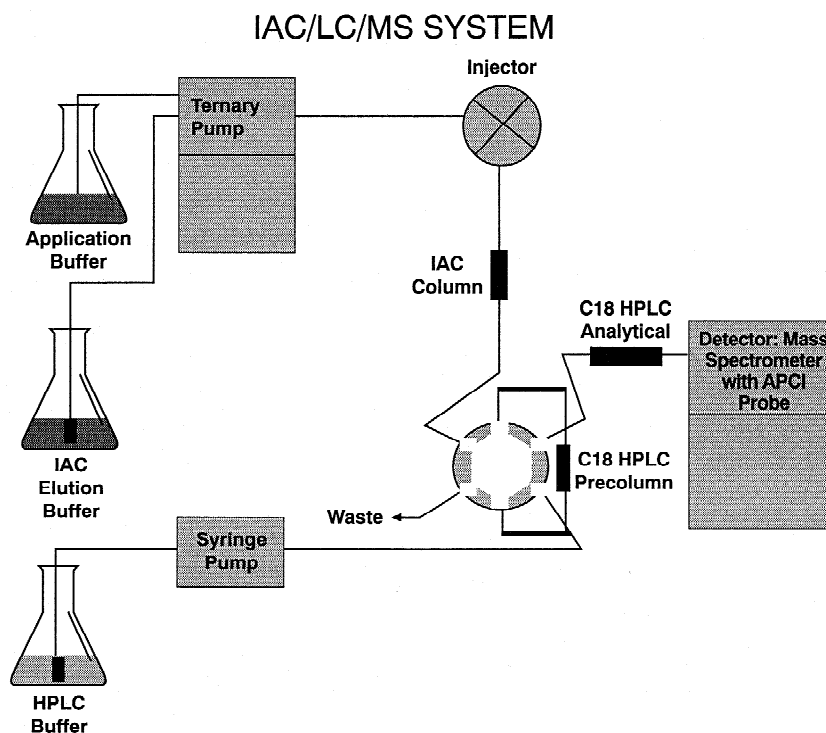 IAC/LC/MS SYSTEM
Injector
Ternary
Pump
Application
Buffer
IAC
Column
C18 HPLC
Analytical
Detector: Mass
Spectrometer
with APCI
Probe
IAC
Elution
Buffer
C18 HPLC
Precolumn
Waste
Syringe
Pump
HPLC
Buffer